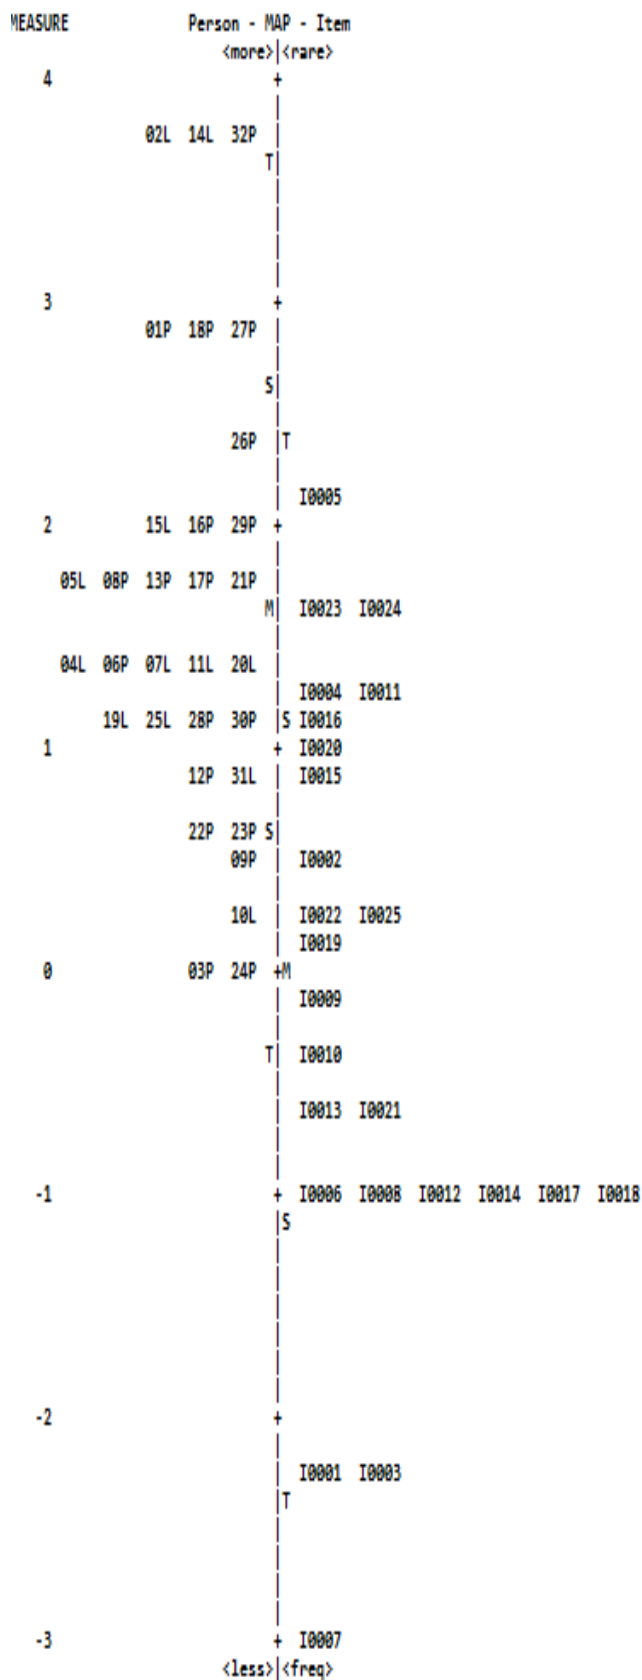 MEASURE Person - MAP - Item
<more>|<rare>
4 +
|
02L 14L 32P |
T|
|
|
|
|
3 +
01P 18P 27P |
|
S|
|
26P |T
|
| I0005
2 15L 16P 29P +
|
05L 08P 13P 17P 21P |
M| I0023 I0024
|
04L 06P 07L 11L 20L |
| I0004 I0011
19L 25L 28P 30P |S I0016
1 + I0020
12P 31L | I0015
|
22P 23P S|
09P | I0002
|
10L | I0022 I0025
| I0019
0 03P 24P +M
| I0009
|
T| I0010
|
| I0013 I0021
|
|
-1 + I0006 I0008 I0012 I0014 I0017 I0018
|S
|
|
|
|
|
|
-2 +
|
| I0001 I0003
|T
|
|
|
|
-3 + I0007
<less>|<freq>